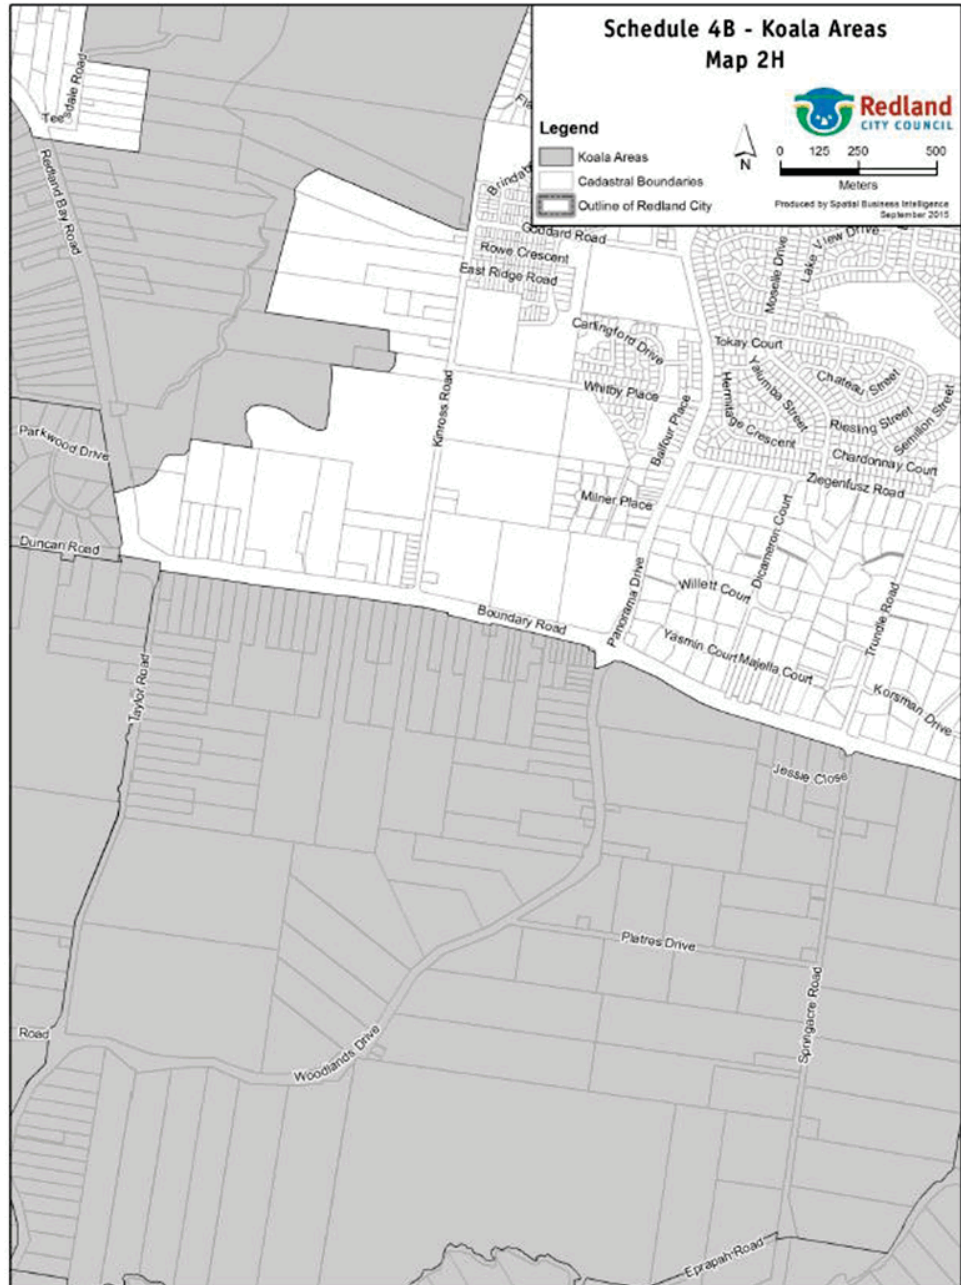 Schedule 4B - Koala Areas
Map 2H
Redland
CITY COUNCIL
Legend
Koala Areas
Cadastral Boundaries
Outline of Redland City
N
0 125 250 500
Meters
Produced by Spatial Business Intelligence
September 2015
Teesdale Road
Redland Bay Road
Goddard Road
Rowe Crescent
East Ridge Road
Lake View Drive
Moselle Drive
Carlingford Drive
Tokay Court
Whitby Place
Kinross Road
Balfour Place
Hermitage Crescent
Yalumba Street
Chateau Street
Riesling Street
Semillon Street
Chardonnay Court
Ziegenfusz Road
Parkwood Drive
Milner Place
Dicameron Court
Duncan Road
Panorama Drive
Willett Court
Trundle Road
Boundary Road
Yasmin Court
Majella Court
Korsman Drive
Taylor Road
Jessie Close
Platres Drive
Springacre Road
Road
Woodlands Drive
Eprapah Road